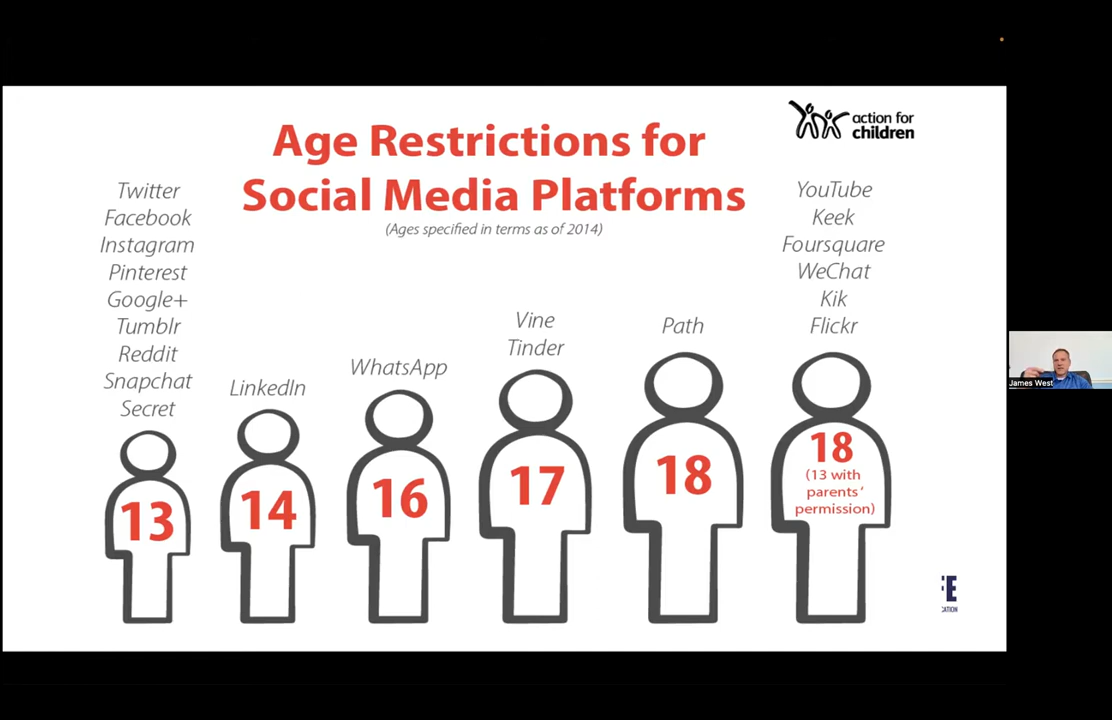 action for
children
Age Restrictions for
Social Media Platforms
(Ages specified in terms as of 2014)
Twitter
Facebook
Instagram
Pinterest
Google+
Tumblr
Reddit
Snapchat
Secret
13
LinkedIn
14
WhatsApp
16
Vine
Tinder
17
Path
18
YouTube
Keek
Foursquare
WeChat
Kik
Flickr
18
(13 with
parents'
permission)
James West
E
CATION